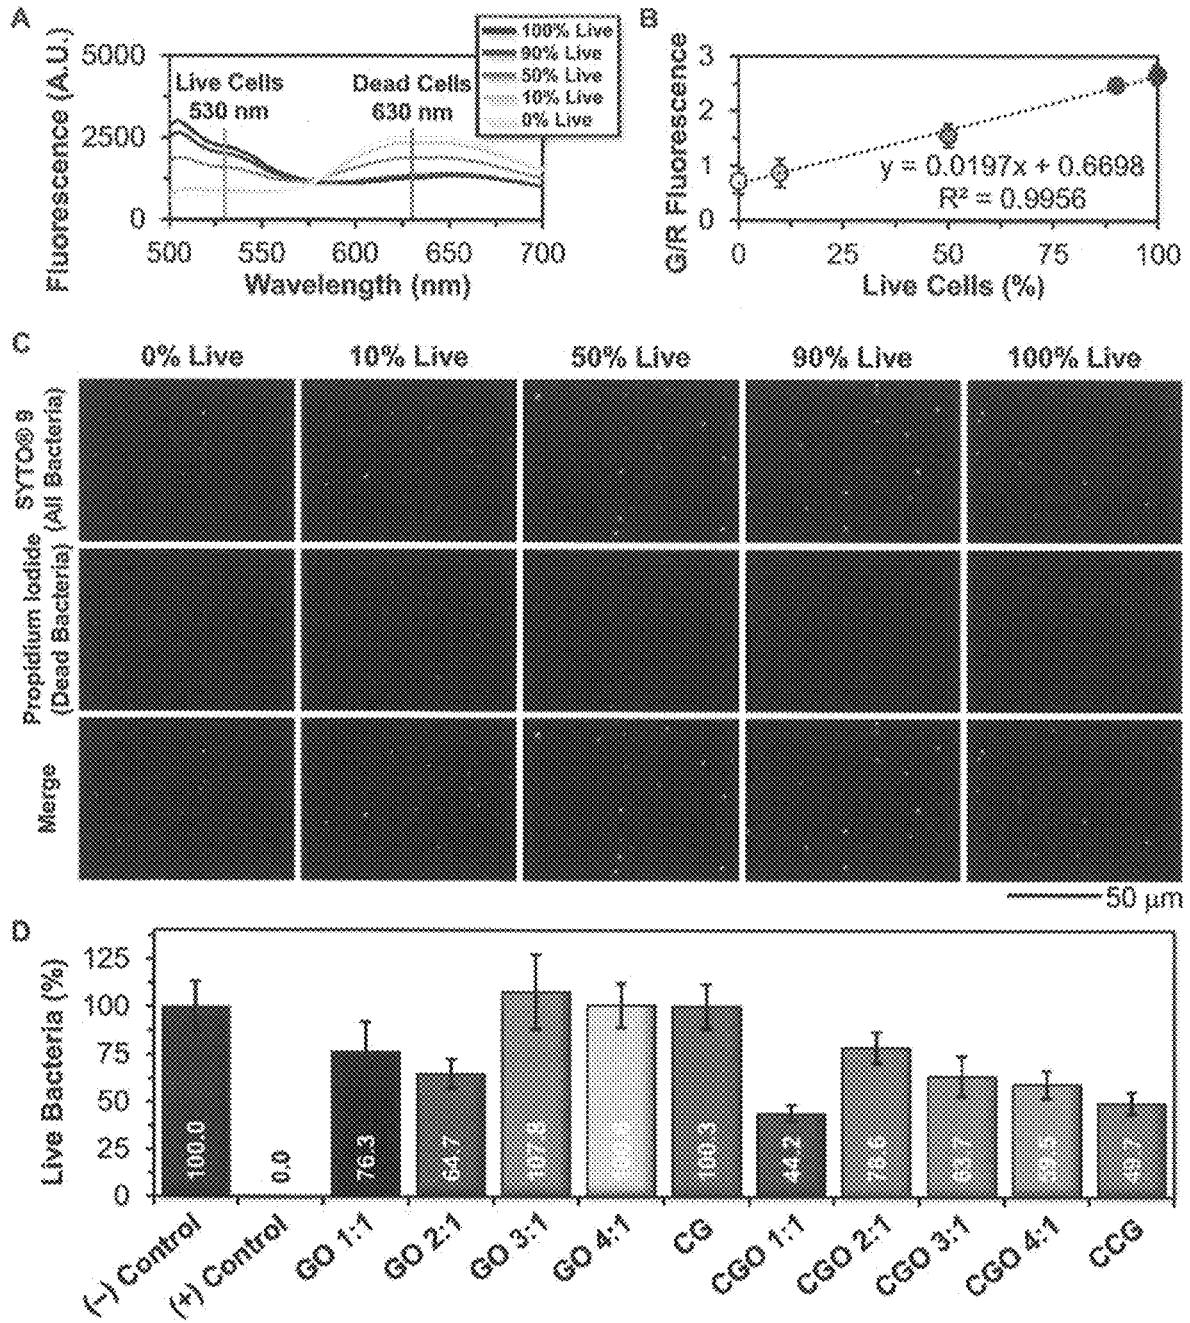 A
Fluorescence (A.U.)
5000
2500
0
Live Cells
530 nm
Dead Cells
630 nm
100% Live
90% Live
50% Live
10% Live
0% Live
500
550
600
650
700
Wavelength (nm)
B
G/R Fluorescence
3
2
1
0
y = 0.0197x + 0.6698
R² = 0.9956
0
25
50
75
100
Live Cells (%)
C
0% Live
10% Live
50% Live
90% Live
100% Live
SYTO® 9
(All Bacteria)
Propidium Iodide
(Dead Bacteria)
Merge
50 μm
D
Live Bacteria (%)
125
100
75
50
25
0
100.0
0.0
76.3
64.7
107.8
100.3
44.2
78.6
49.7
(−) Control
(+) Control
GO 1:1
GO 2:1
GO 3:1
GO 4:1
CG
CGO 1:1
CGO 2:1
CGO 3:1
CGO 4:1
CCG